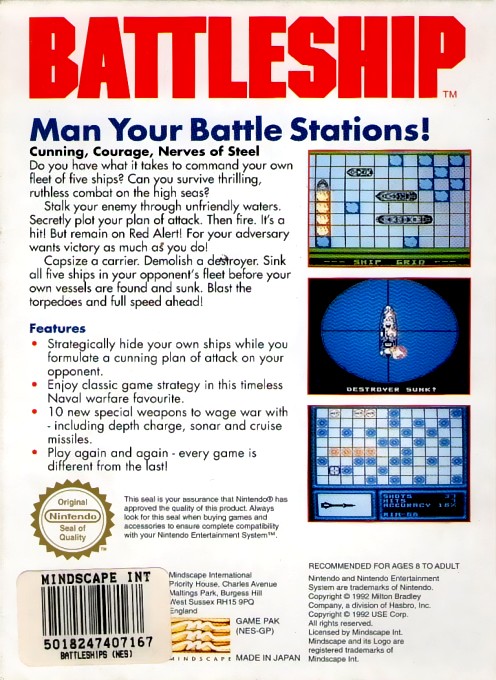 BATTLESHIP
TM
Man Your Battle Stations!
Cunning, Courage, Nerves of Steel
Do you have what it takes to command your own
fleet of five ships? Can you survive thrilling,
ruthless combat on the high seas?
Stalk your enemy through unfriendly waters.
Secretly plot your plan of attack. Then fire. It's a
hit! But remain on Red Alert! For your adversary
wants victory as much as you do!
Capsize a carrier. Demolish a destroyer. Sink
all five ships in your opponent's fleet before your
own vessels are found and sunk. Blast the
torpedoes and full speed ahead!
--- SHIP GRID ---
DESTROYER SUNK?
SHOTS 37
HITS
ACCURACY 18%
Features
• Strategically hide your own ships while you
formulate a cunning plan of attack on your
opponent.
• Enjoy classic game strategy in this timeless
Naval warfare favourite.
• 10 new special weapons to wage war with
- including depth charge, sonar and cruise
missiles.
• Play again and again - every game is
different from the last!
Original
Nintendo
Seal of
Quality
TM
This seal is your assurance that Nintendo® has
approved the quality of this product. Always
look for this seal when buying games and
accessories to ensure complete compatibility
with your Nintendo Entertainment System™.
MINDSCAPE INT
5018247407167
BATTLESHIPS (NES)
Mindscape International
Priority House, Charles Avenue
Maltings Park, Burgess Hill
West Sussex RH15 9PQ
England
MINDSCAPE
GAME PAK
(NES-GP)
MADE IN JAPAN
RECOMMENDED FOR AGES 8 TO ADULT
Nintendo and Nintendo Entertainment
System are trademarks of Nintendo.
Copyright © 1992 Milton Bradley
Company, a division of Hasbro, Inc.
Copyright © 1992 USE Corp.
All rights reserved.
Licensed by Mindscape Int.
Mindscape and its Logo are
registered trademarks of
Mindscape Int.